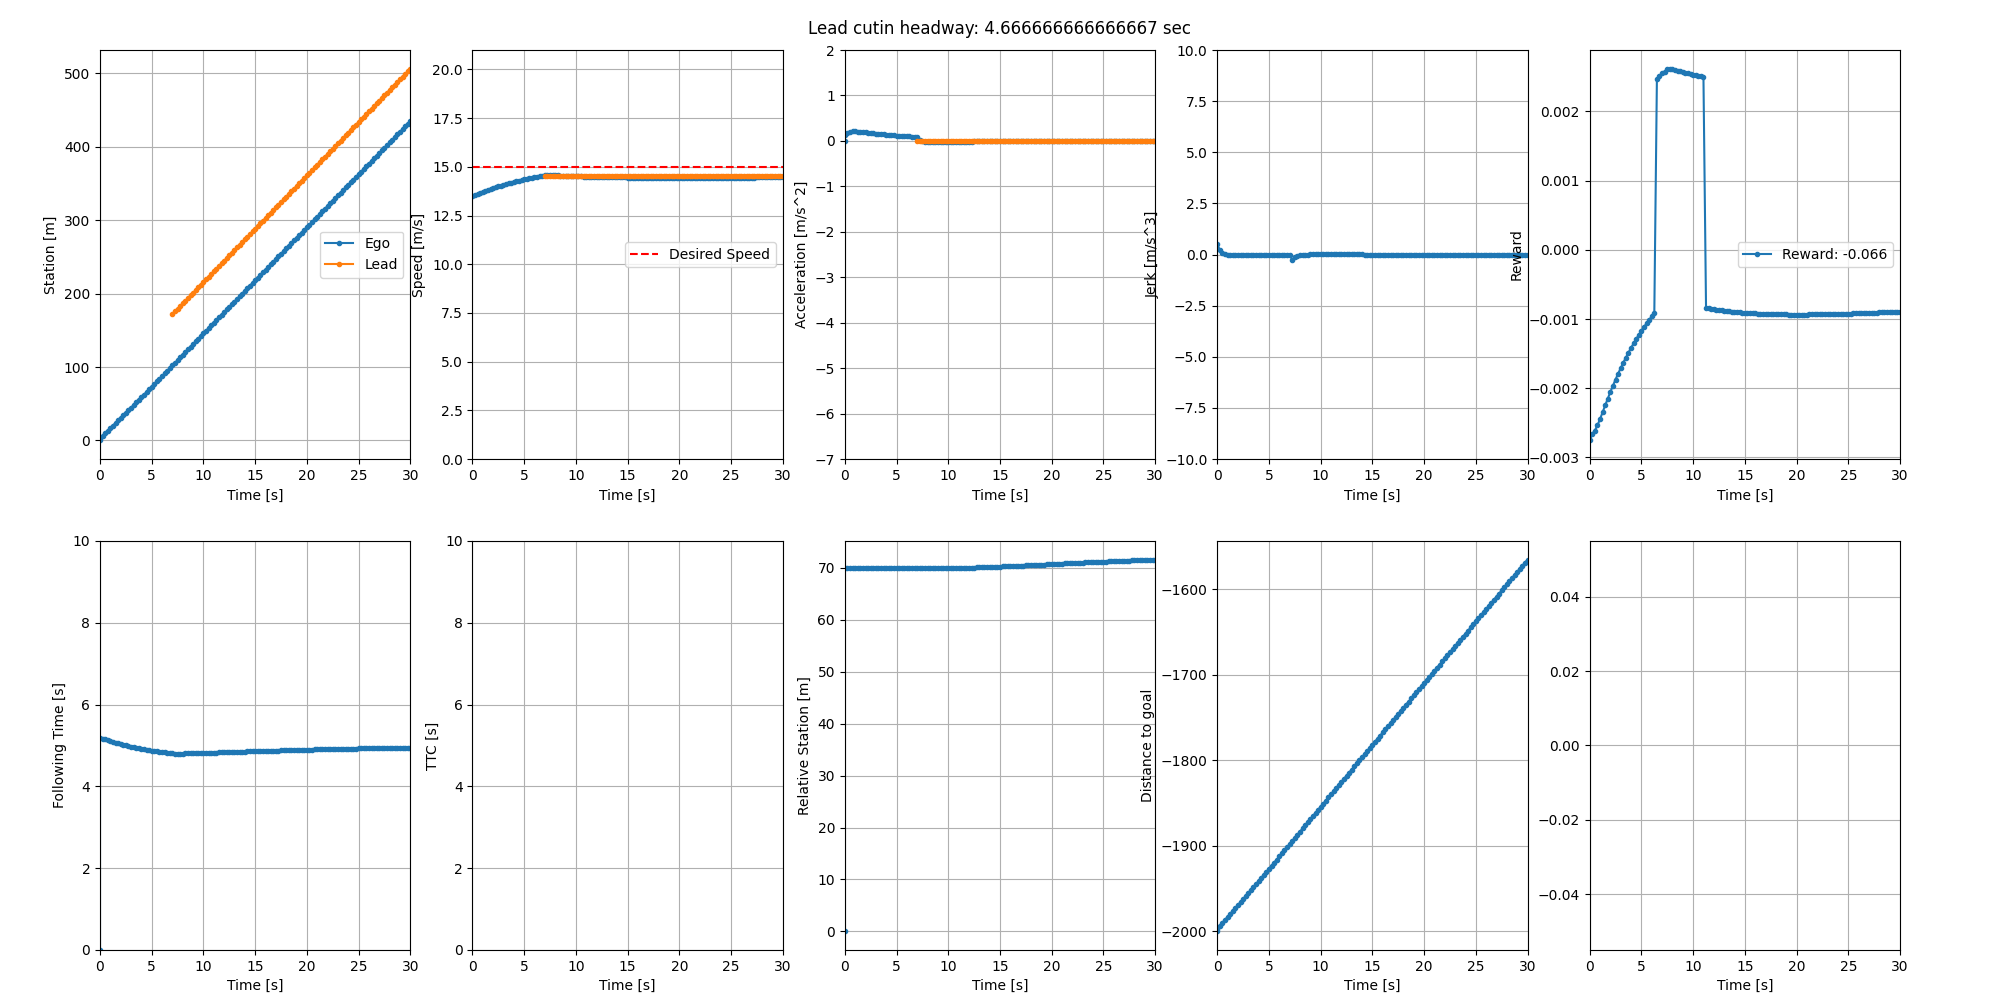 Lead cutin headway: 4.666666666666667 sec
Station [m]
500
400
300
200
100
0
0 5 10 15 20 25 30
Time [s]
Ego
Lead
Speed [m/s]
20.0
17.5
15.0
12.5
10.0
7.5
5.0
2.5
0.0
0 5 10 15 20 25 30
Time [s]
Desired Speed
Acceleration [m/s^2]
2
1
0
−1
−2
−3
−4
−5
−6
−7
0 5 10 15 20 25 30
Time [s]
Jerk [m/s^3]
10.0
7.5
5.0
2.5
0.0
−2.5
−5.0
−7.5
−10.0
0 5 10 15 20 25 30
Time [s]
Reward
0.002
0.001
0.000
−0.001
−0.002
−0.003
0 5 10 15 20 25 30
Time [s]
Reward: -0.066
Following Time [s]
10
8
6
4
2
0
0 5 10 15 20 25 30
Time [s]
TTC [s]
10
8
6
4
2
0
0 5 10 15 20 25 30
Time [s]
Relative Station [m]
70
60
50
40
30
20
10
0
0 5 10 15 20 25 30
Time [s]
Distance to goal
−1600
−1700
−1800
−1900
−2000
0 5 10 15 20 25 30
Time [s]
0.04
0.02
0.00
−0.02
−0.04
0 5 10 15 20 25 30
Time [s]